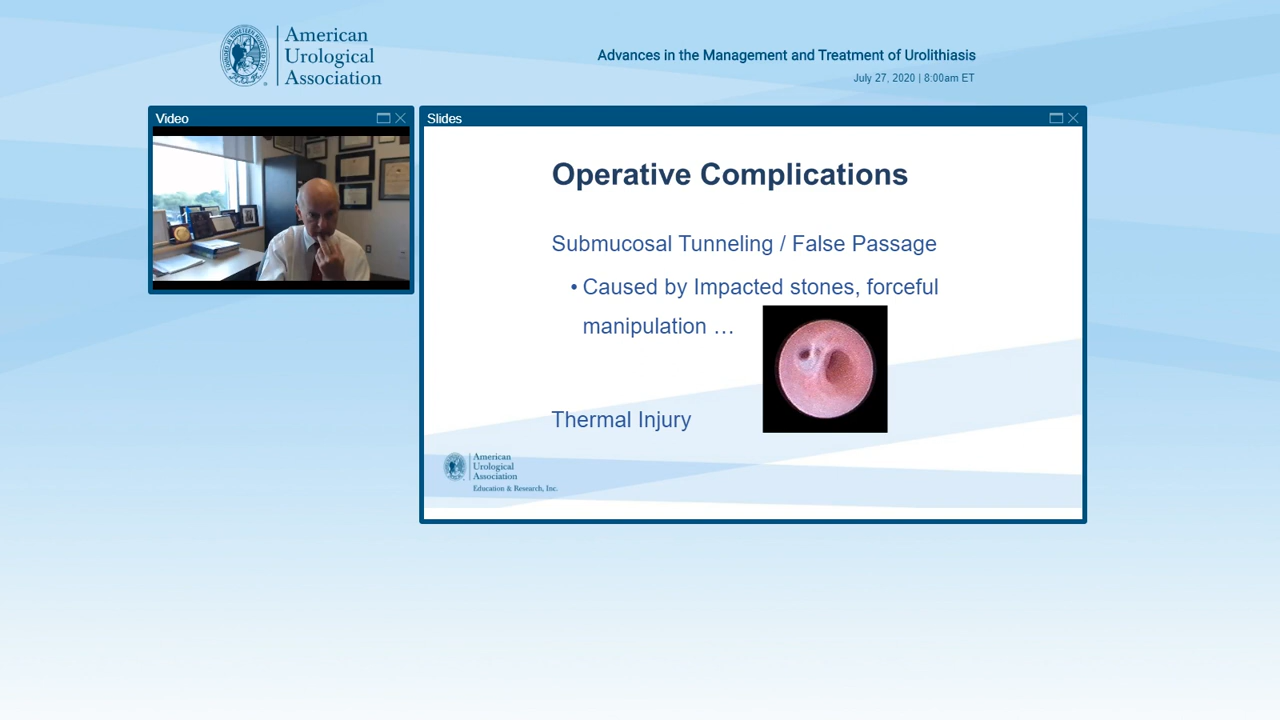 American
Urological
Association
Advances in the Management and Treatment of Urolithiasis
July 27, 2020 | 8:00am ET
Video
Slides
Operative Complications
Submucosal Tunneling / False Passage
• Caused by Impacted stones, forceful
manipulation …
Thermal Injury
American
Urological
Association
Education & Research, Inc.